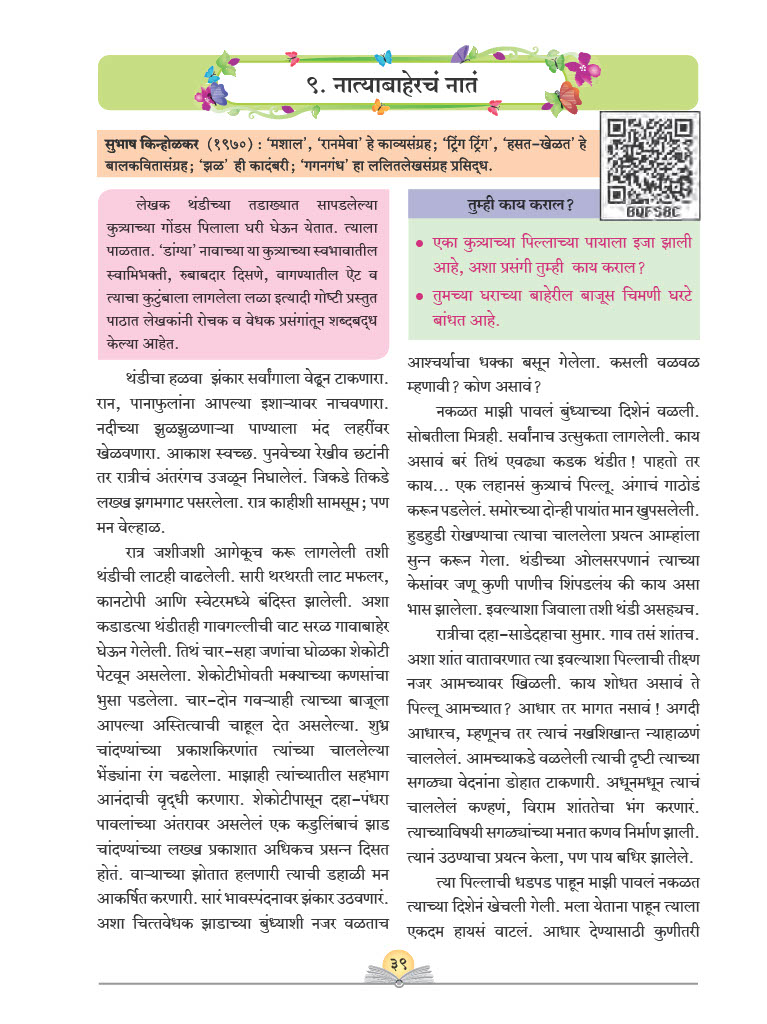 ९. नात्याबाहेरचं नातं
सुभाष किन्होळकर (१९७०) : ‘मशाल’, ‘रानमेवा’ हे काव्यसंग्रह; ‘ट्रिंग ट्रिंग’, ‘हसत-खेळत’ हे
बालकवितासंग्रह; ‘झळ’ ही कादंबरी; ‘गगनगंध’ हा ललितलेखसंग्रह प्रसिद्ध.
8QFS8C
लेखक थंडीच्या तडाख्यात सापडलेल्या
कुत्र्याच्या गोंडस पिलाला घरी घेऊन येतात. त्याला
पाळतात. ‘डांग्या’ नावाच्या या कुत्र्याच्या स्वभावातील
स्वामिभक्ती, रुबाबदार दिसणे, वागण्यातील ऐट व
त्याचा कुटुंबाला लागलेला लळा इत्यादी गोष्टी प्रस्तुत
पाठात लेखकांनी रोचक व वेधक प्रसंगांतून शब्दबद्ध
केल्या आहेत.
थंडीचा हळवा झंकार सर्वांगाला वेढून टाकणारा.
रान, पानाफुलांना आपल्या इशाऱ्यावर नाचवणारा.
नदीच्या झुळझुळणाऱ्या पाण्याला मंद लहरींवर
खेळवणारा. आकाश स्वच्छ. पुनवेच्या रेखीव छटांनी
तर रात्रीचं अंतरंगच उजळून निघालेलं. जिकडे तिकडे
लख्ख झगमगाट पसरलेला. रात्र काहीशी सामसूम; पण
मन वेल्हाळ.
रात्र जशीजशी आगेकूच करू लागलेली तशी
थंडीची लाटही वाढलेली. सारी थरथरती लाट मफलर,
कानटोपी आणि स्वेटरमध्ये बंदिस्त झालेली. अशा
कडाडत्या थंडीतही गावगल्लीची वाट सरळ गावाबाहेर
घेऊन गेलेली. तिथं चार-सहा जणांचा घोळका शेकोटी
पेटवून असलेला. शेकोटीभोवती मक्याच्या कणसांचा
भुसा पडलेला. चार-दोन गवऱ्याही त्याच्या बाजूला
आपल्या अस्तित्वाची चाहूल देत असलेल्या. शुभ्र
चांदण्यांच्या प्रकाशकिरणांत त्यांच्या चाललेल्या
भेंड्यांना रंग चढलेला. माझाही त्यांच्यातील सहभाग
आनंदाची वृद्धी करणारा. शेकोटीपासून दहा-पंधरा
पावलांच्या अंतरावर असलेलं एक कडुलिंबाचं झाड
चांदण्यांच्या लख्ख प्रकाशात अधिकच प्रसन्न दिसत
होतं. वाऱ्याच्या झोतात हलणारी त्याची डहाळी मन
आकर्षित करणारी. सारं भावस्पंदनावर झंकार उठवणारं.
अशा चित्तवेधक झाडाच्या बुंध्याशी नजर वळताच
तुम्ही काय कराल?
• एका कुत्र्याच्या पिल्लाच्या पायाला इजा झाली
आहे, अशा प्रसंगी तुम्ही काय कराल?
• तुमच्या घराच्या बाहेरील बाजूस चिमणी घरटे
बांधत आहे.
आश्चर्याचा धक्का बसून गेलेला. कसली वळवळ
म्हणावी? कोण असावं?
नकळत माझी पावलं बुंध्याच्या दिशेनं वळली.
सोबतीला मित्रही. सर्वांनाच उत्सुकता लागलेली. काय
असावं बरं तिथं एवढ्या कडक थंडीत! पाहतो तर
काय... एक लहानसं कुत्र्याचं पिल्लू. अंगाचं गाठोडं
करून पडलेलं. समोरच्या दोन्ही पायांत मान खुपसलेली.
हुडहुडी रोखण्याचा त्याचा चाललेला प्रयत्न आम्हांला
सुन्न करून गेला. थंडीच्या ओलसरपणानं त्याच्या
केसांवर जणू कुणी पाणीच शिंपडलंय की काय असा
भास झालेला. इवल्याशा जिवाला तशी थंडी असह्यच.
रात्रीचा दहा-साडेदहाचा सुमार. गाव तसं शांतच.
अशा शांत वातावरणात त्या इवल्याशा पिल्लाची तीक्ष्ण
नजर आमच्यावर खिळली. काय शोधत असावं ते
पिल्लू आमच्यात? आधार तर मागत नसावं! अगदी
आधारच, म्हणूनच तर त्याचं नखशिखान्त न्याहाळणं
चाललेलं. आमच्याकडे वळलेली त्याची दृष्टी त्याच्या
सगळ्या वेदनांना डोहात टाकणारी. अधूनमधून त्याचं
चाललेलं कण्हणं, विराम शांततेचा भंग करणारं.
त्याच्याविषयी सगळ्यांच्या मनात कणव निर्माण झाली.
त्यानं उठण्याचा प्रयत्न केला, पण पाय बधिर झालेले.
त्या पिल्लाची धडपड पाहून माझी पावलं नकळत
त्याच्या दिशेनं खेचली गेली. मला येताना पाहून त्याला
एकदम हायसं वाटलं. आधार देण्यासाठी कुणीतरी
३९